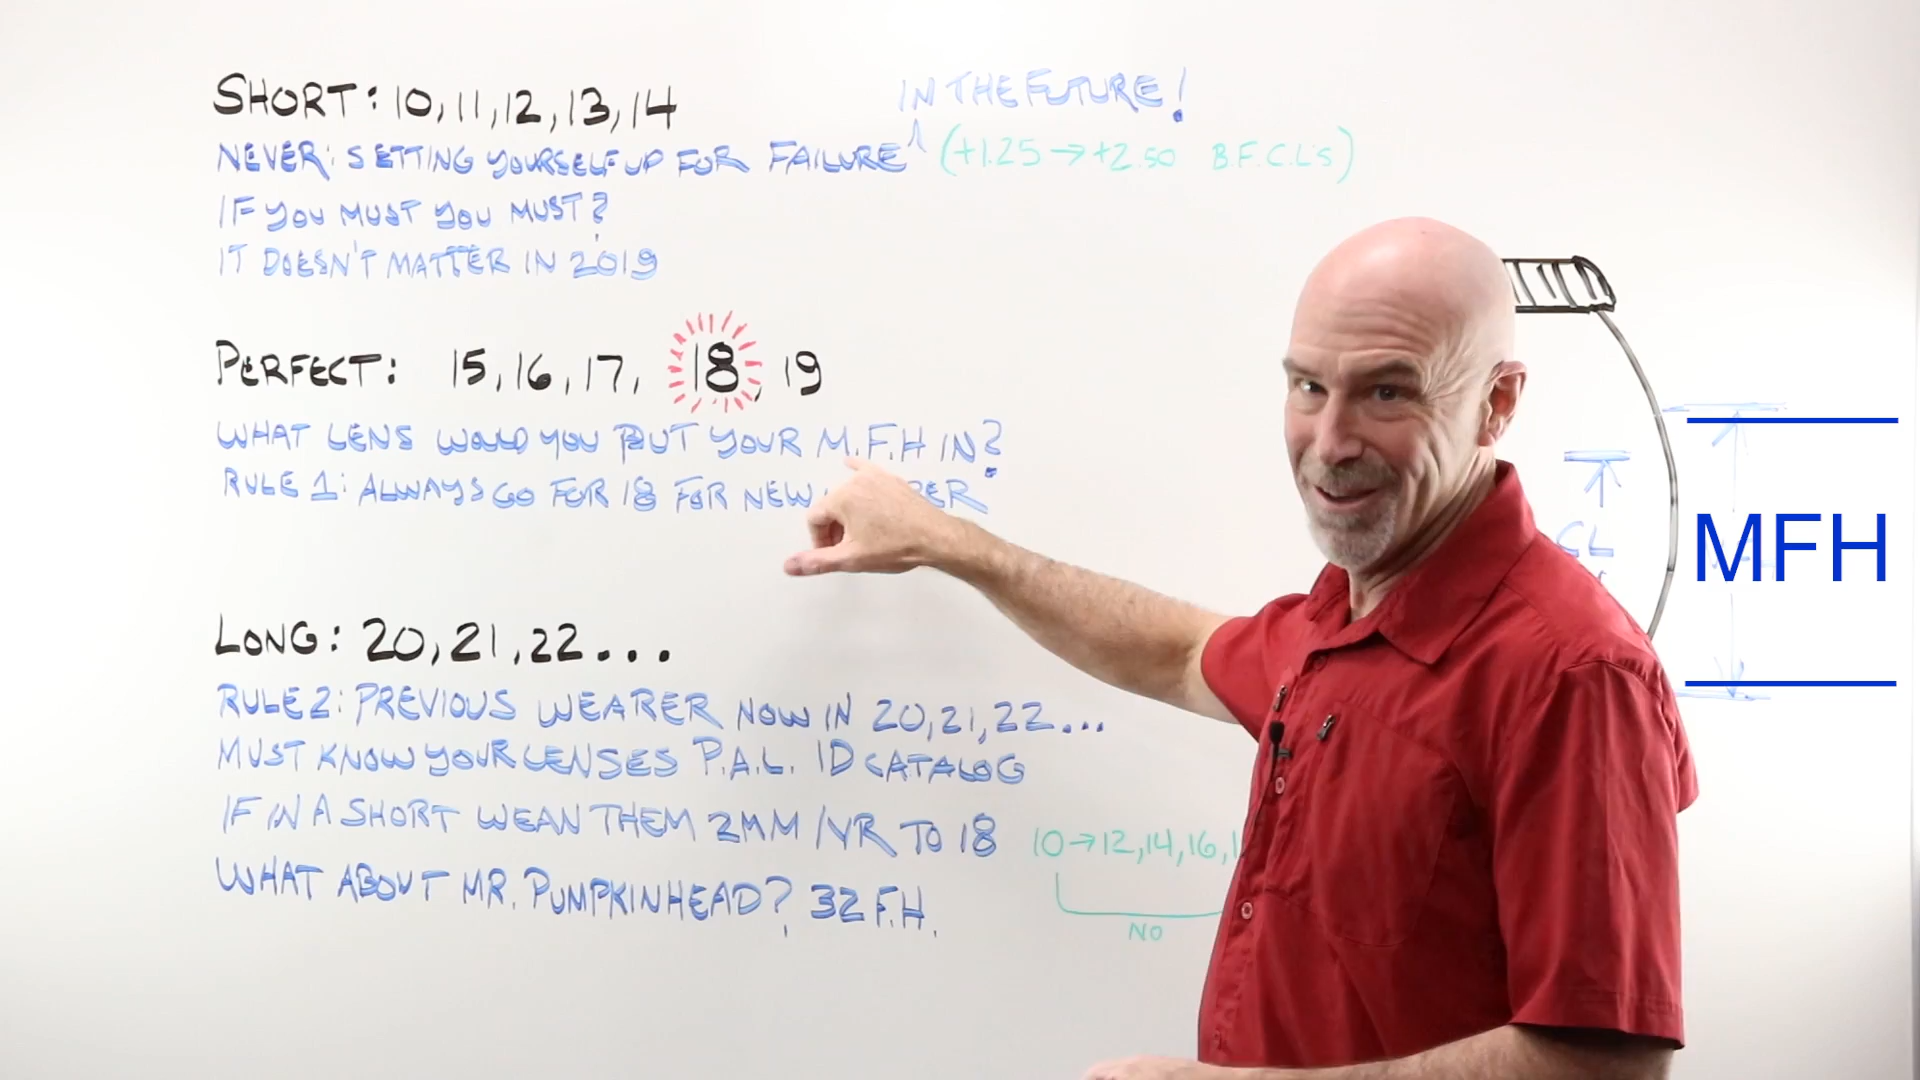 SHORT: 10, 11, 12, 13, 14
IN THE FUTURE!
NEVER: SETTING YOURSELF UP FOR FAILURE ^ (+1.25 → +2.50 B.F.C.L'S)
IF YOU MUST YOU MUST?
IT DOESN'T MATTER IN 2019
PERFECT: 15, 16, 17, 18, 19
WHAT LENS WOULD YOU PUT YOUR M.F.H IN?
RULE 1: ALWAYS GO FOR 18 FOR NEW
CL
MFH
LONG: 20, 21, 22...
RULE 2: PREVIOUS WEARER NOW IN 20, 21, 22...
MUST KNOW YOUR LENSES P.A.L. ID CATALOG
IF IN A SHORT WEAN THEM 2MM/YR TO 18
10 → 12, 14, 16,
WHAT ABOUT MR. PUMPKINHEAD? 32 F.H.
NO